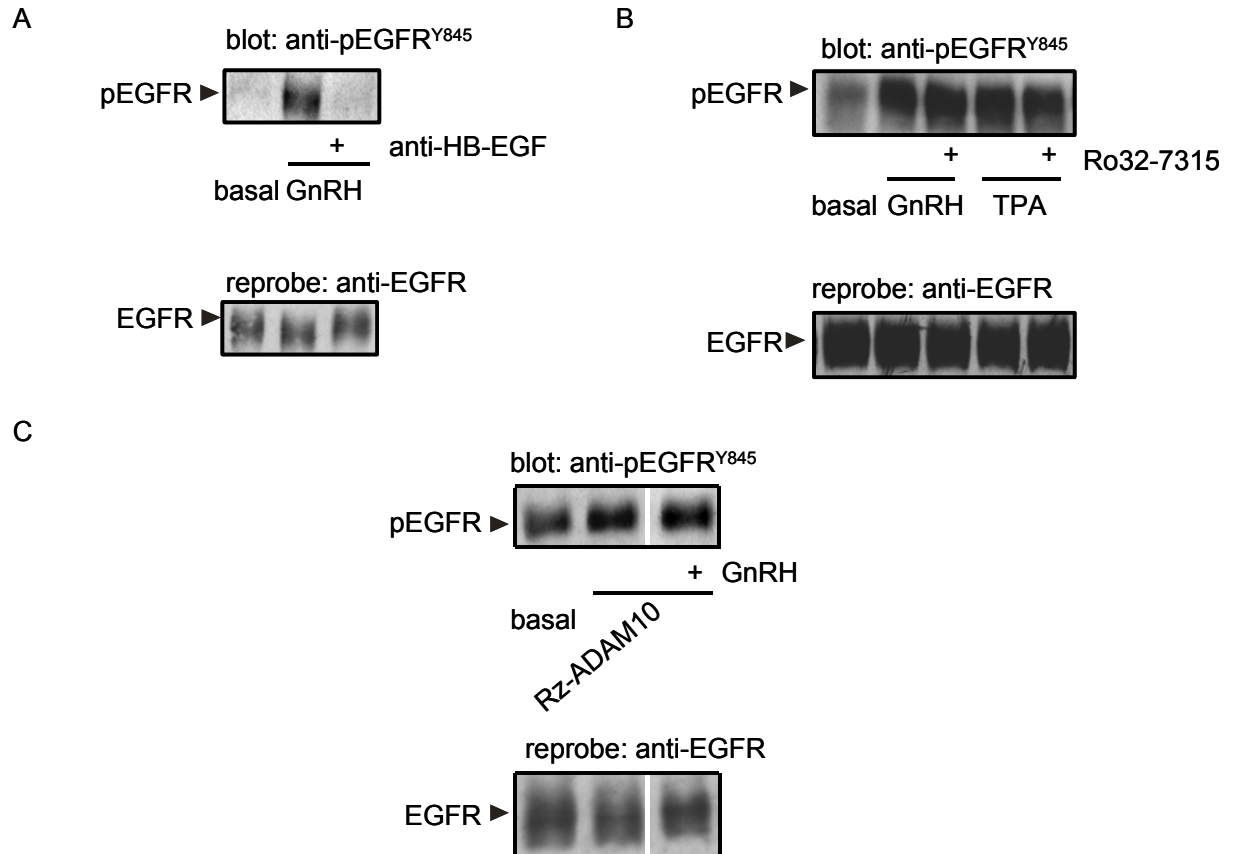 A
blot: anti-pEGFRY845
pEGFR
+ anti-HB-EGF
basal GnRH
reprobe: anti-EGFR
EGFR
B
blot: anti-pEGFRY845
pEGFR
+ + Ro32-7315
basal GnRH TPA
reprobe: anti-EGFR
EGFR
C
blot: anti-pEGFRY845
pEGFR
+ GnRH
basal
Rz-ADAM10
reprobe: anti-EGFR
EGFR